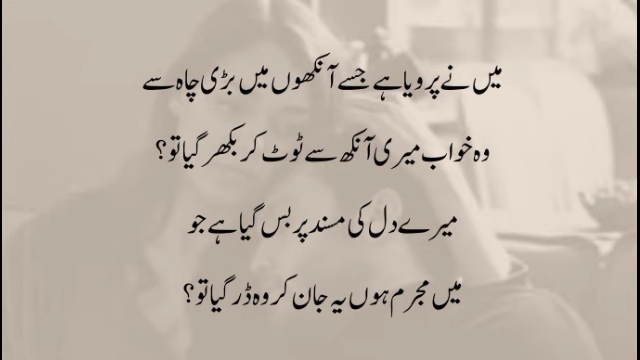 میں نے پرویا ہے جسے آنکھوں میں بڑی چاہ سے
وہ خواب میری آنکھ سے ٹوٹ کر بکھر گیا تو؟
میرے دل کی مسند پر بس گیا ہے جو
میں مجرم ہوں یہ جان کر وہ ڈر گیا تو؟